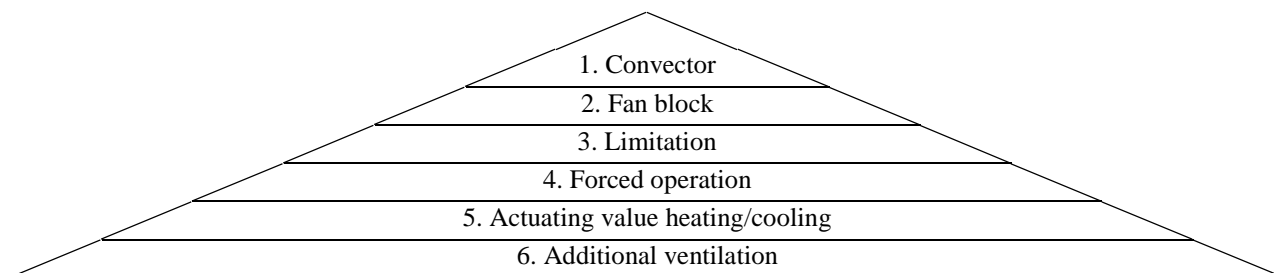 1. Convector
2. Fan block
3. Limitation
4. Forced operation
5. Actuating value heating/cooling
6. Additional ventilation